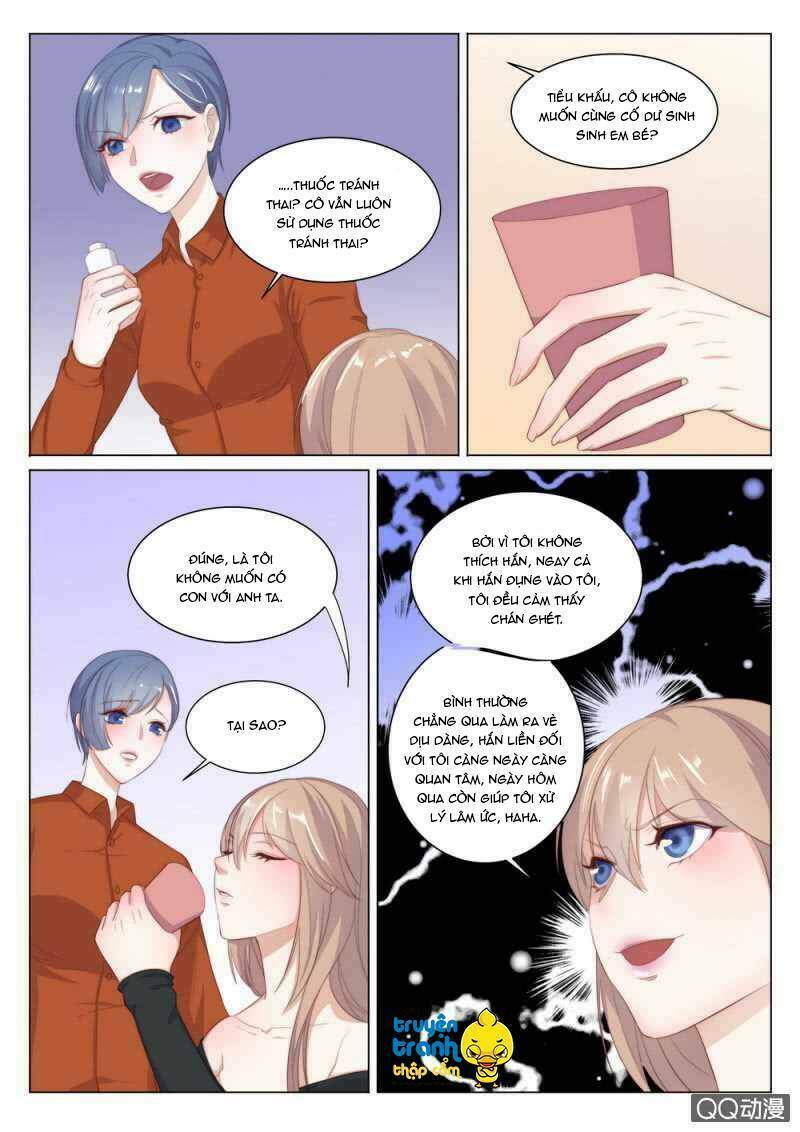 .....THUỐC TRÁNH
THAI? CÔ VẪN LUÔN
SỬ DỤNG THUỐC
TRÁNH THAI?
TIỂU KHẤU, CÔ KHÔNG
MUỐN CÙNG CỐ DƯ SINH
SINH EM BÉ?
ĐÚNG, LÀ TÔI
KHÔNG MUỐN CÓ
CON VỚI ANH TA.
TẠI SAO?
BỞI VÌ TÔI KHÔNG
THÍCH HẮN, NGAY CẢ
KHI HẮN ĐỤNG VÀO TÔI,
TÔI ĐỀU CẢM THẤY
CHÁN GHÉT.
BÌNH THƯỜNG
CHẲNG QUA LÀM RA VẺ
DỊU DÀNG, HẮN LIỀN ĐỐI
VỚI TÔI CÀNG NGÀY CÀNG
QUAN TÂM, NGÀY HÔM
QUA CÒN GIÚP TÔI XỬ
LÝ LÂM ỨC, HAHA.
truyện
tranh
thập cẩm
QQ动漫